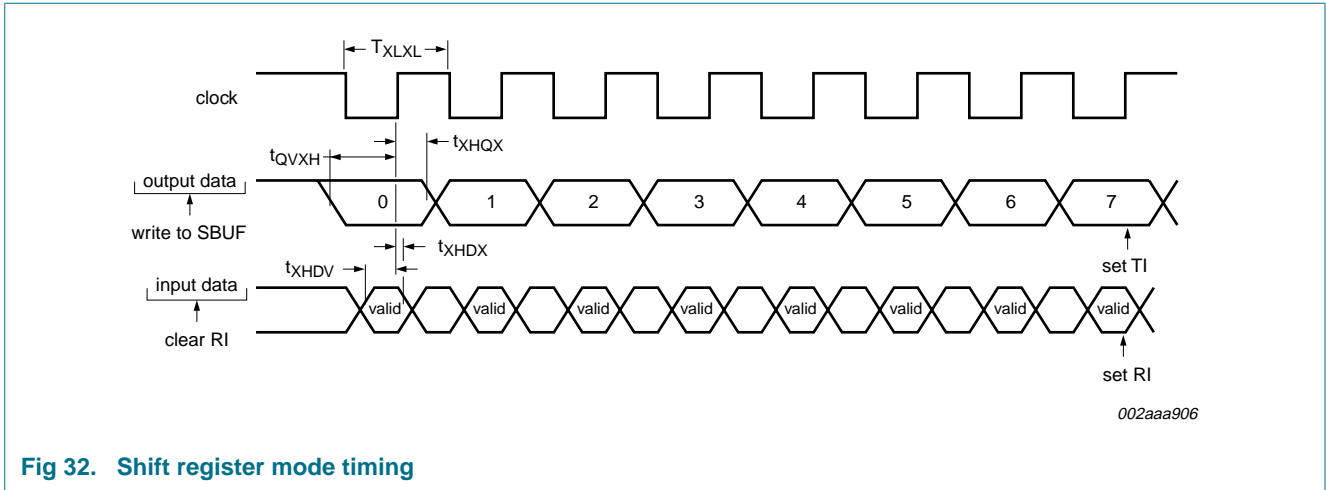 TXLXL
clock
tXHQX
tQVXH
output data
0 1 2 3 4 5 6 7
write to SBUF
tXHDX
set TI
tXHDV
input data
valid valid valid valid valid valid valid valid
clear RI
set RI
002aaa906
Fig 32. Shift register mode timing